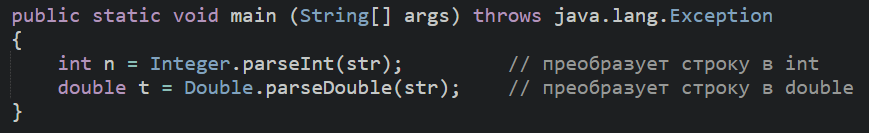 public static void main (String[] args) throws java.lang.Exception
{
    int n = Integer.parseInt(str);       // преобразует строку в int
    double t = Double.parseDouble(str);   // преобразует строку в double
}